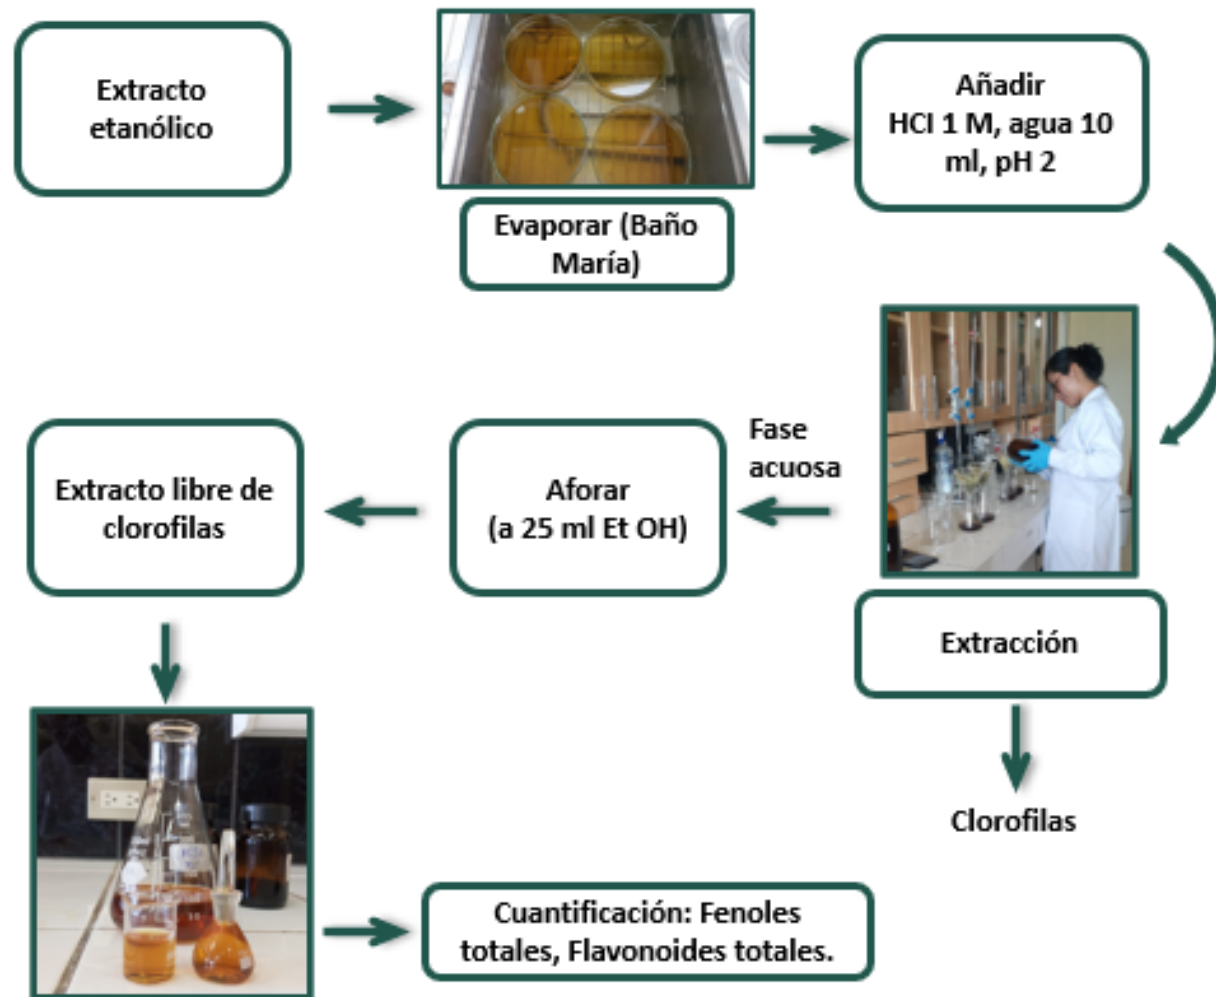 Extracto
etanólico
Evaporar (Baño
María)
Añadir
HCl 1 M, agua 10
ml, pH 2
Extracción
Clorofilas
Fase
acuosa
Aforar
(a 25 ml Et OH)
Extracto libre de
clorofilas
Cuantificación: Fenoles
totales, Flavonoides totales.